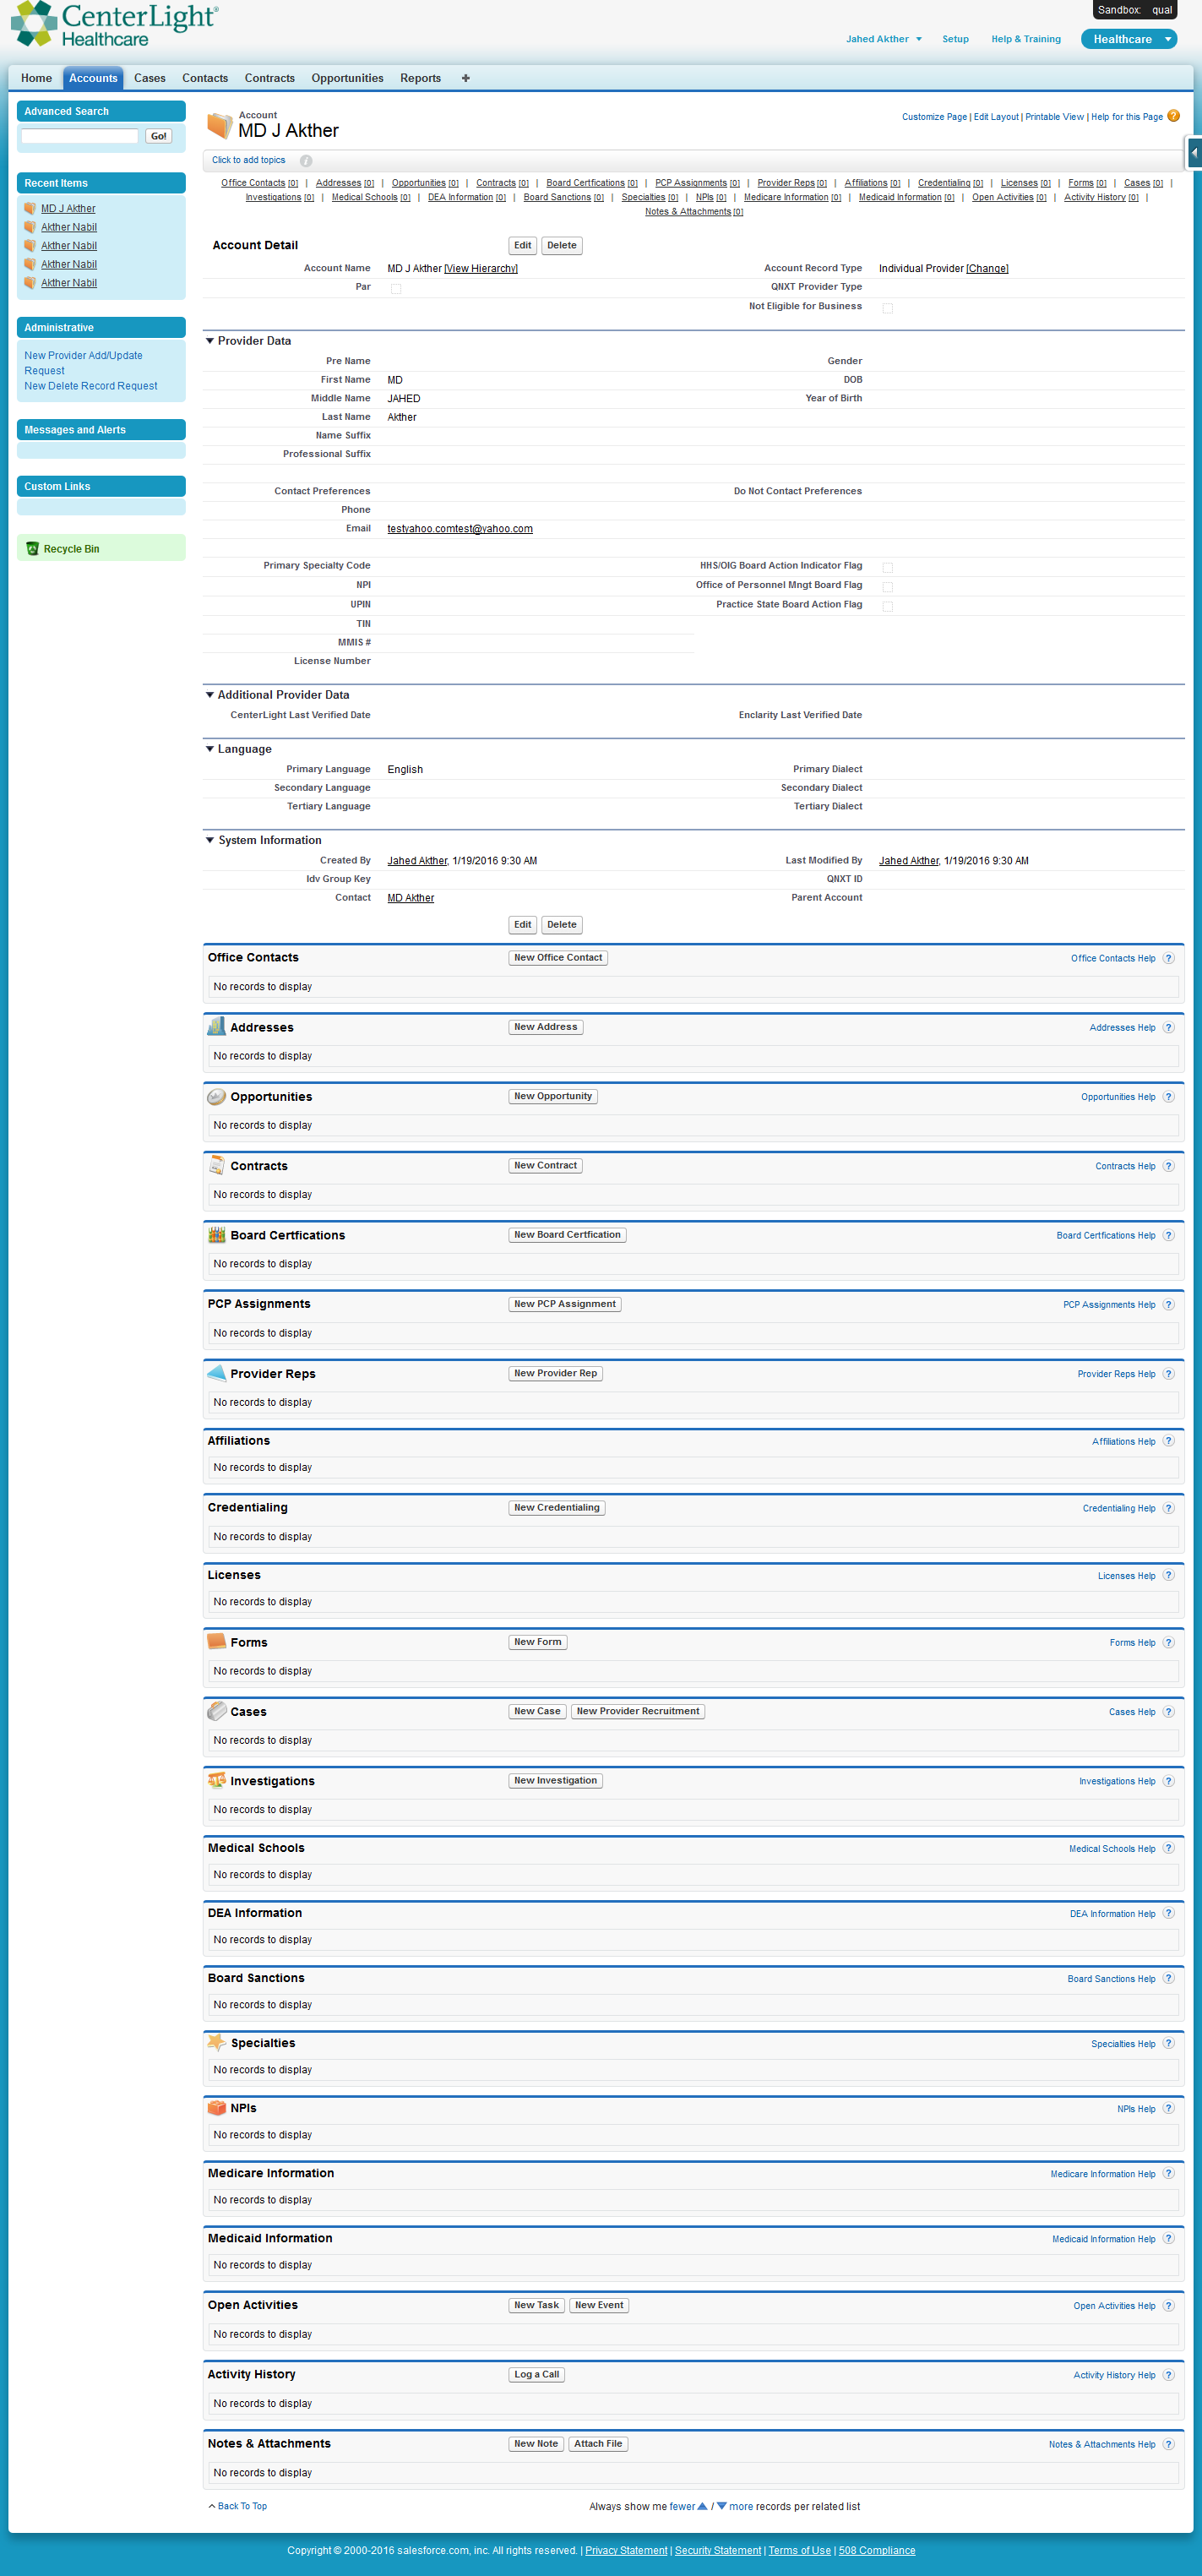 Sandbox: qual
CenterLight®
Healthcare
Jahed Akther Setup Help & Training Healthcare
Home Accounts Cases Contacts Contracts Opportunities Reports +
Advanced Search
Go!
Recent Items
MD J Akther
Akther Nabil
Akther Nabil
Akther Nabil
Akther Nabil
Administrative
New Provider Add/Update
Request
New Delete Record Request
Messages and Alerts
Custom Links
Recycle Bin
Account
MD J Akther
Customize Page | Edit Layout | Printable View | Help for this Page ?
Click to add topics i
Office Contacts [0] | Addresses [0] | Opportunities [0] | Contracts [0] | Board Certfications [0] | PCP Assignments [0] | Provider Reps [0] | Affiliations [0] | Credentialing [0] | Licenses [0] | Forms [0] | Cases [0] |
Investigations [0] | Medical Schools [0] | DEA Information [0] | Board Sanctions [0] | Specialties [0] | NPIs [0] | Medicare Information [0] | Medicaid Information [0] | Open Activities [0] | Activity History [0] |
Notes & Attachments [0]
Account Detail Edit Delete
Account Name MD J Akther [View Hierarchy] Account Record Type Individual Provider [Change]
Par QNXT Provider Type
Not Eligible for Business
Provider Data
Pre Name Gender
First Name MD DOB
Middle Name JAHED Year of Birth
Last Name Akther
Name Suffix
Professional Suffix
Contact Preferences Do Not Contact Preferences
Phone
Email testyahoo.comtest@yahoo.com
Primary Specialty Code HHS/OIG Board Action Indicator Flag
NPI Office of Personnel Mngt Board Flag
UPIN Practice State Board Action Flag
TIN
MMIS #
License Number
Additional Provider Data
CenterLight Last Verified Date Enclarity Last Verified Date
Language
Primary Language English Primary Dialect
Secondary Language Secondary Dialect
Tertiary Language Tertiary Dialect
System Information
Created By Jahed Akther, 1/19/2016 9:30 AM Last Modified By Jahed Akther, 1/19/2016 9:30 AM
Idv Group Key QNXT ID
Contact MD Akther Parent Account
Edit Delete
Office Contacts New Office Contact Office Contacts Help ?
No records to display
Addresses New Address Addresses Help ?
No records to display
Opportunities New Opportunity Opportunities Help ?
No records to display
Contracts New Contract Contracts Help ?
No records to display
Board Certfications New Board Certfication Board Certfications Help ?
No records to display
PCP Assignments New PCP Assignment PCP Assignments Help ?
No records to display
Provider Reps New Provider Rep Provider Reps Help ?
No records to display
Affiliations Affiliations Help ?
No records to display
Credentialing New Credentialing Credentialing Help ?
No records to display
Licenses Licenses Help ?
No records to display
Forms New Form Forms Help ?
No records to display
Cases New Case New Provider Recruitment Cases Help ?
No records to display
Investigations New Investigation Investigations Help ?
No records to display
Medical Schools Medical Schools Help ?
No records to display
DEA Information DEA Information Help ?
No records to display
Board Sanctions Board Sanctions Help ?
No records to display
Specialties Specialties Help ?
No records to display
NPIs NPIs Help ?
No records to display
Medicare Information Medicare Information Help ?
No records to display
Medicaid Information Medicaid Information Help ?
No records to display
Open Activities New Task New Event Open Activities Help ?
No records to display
Activity History Log a Call Activity History Help ?
No records to display
Notes & Attachments New Note Attach File Notes & Attachments Help ?
No records to display
Back To Top Always show me fewer / more records per related list
Copyright © 2000-2016 salesforce.com, inc. All rights reserved. | Privacy Statement | Security Statement | Terms of Use | 508 Compliance